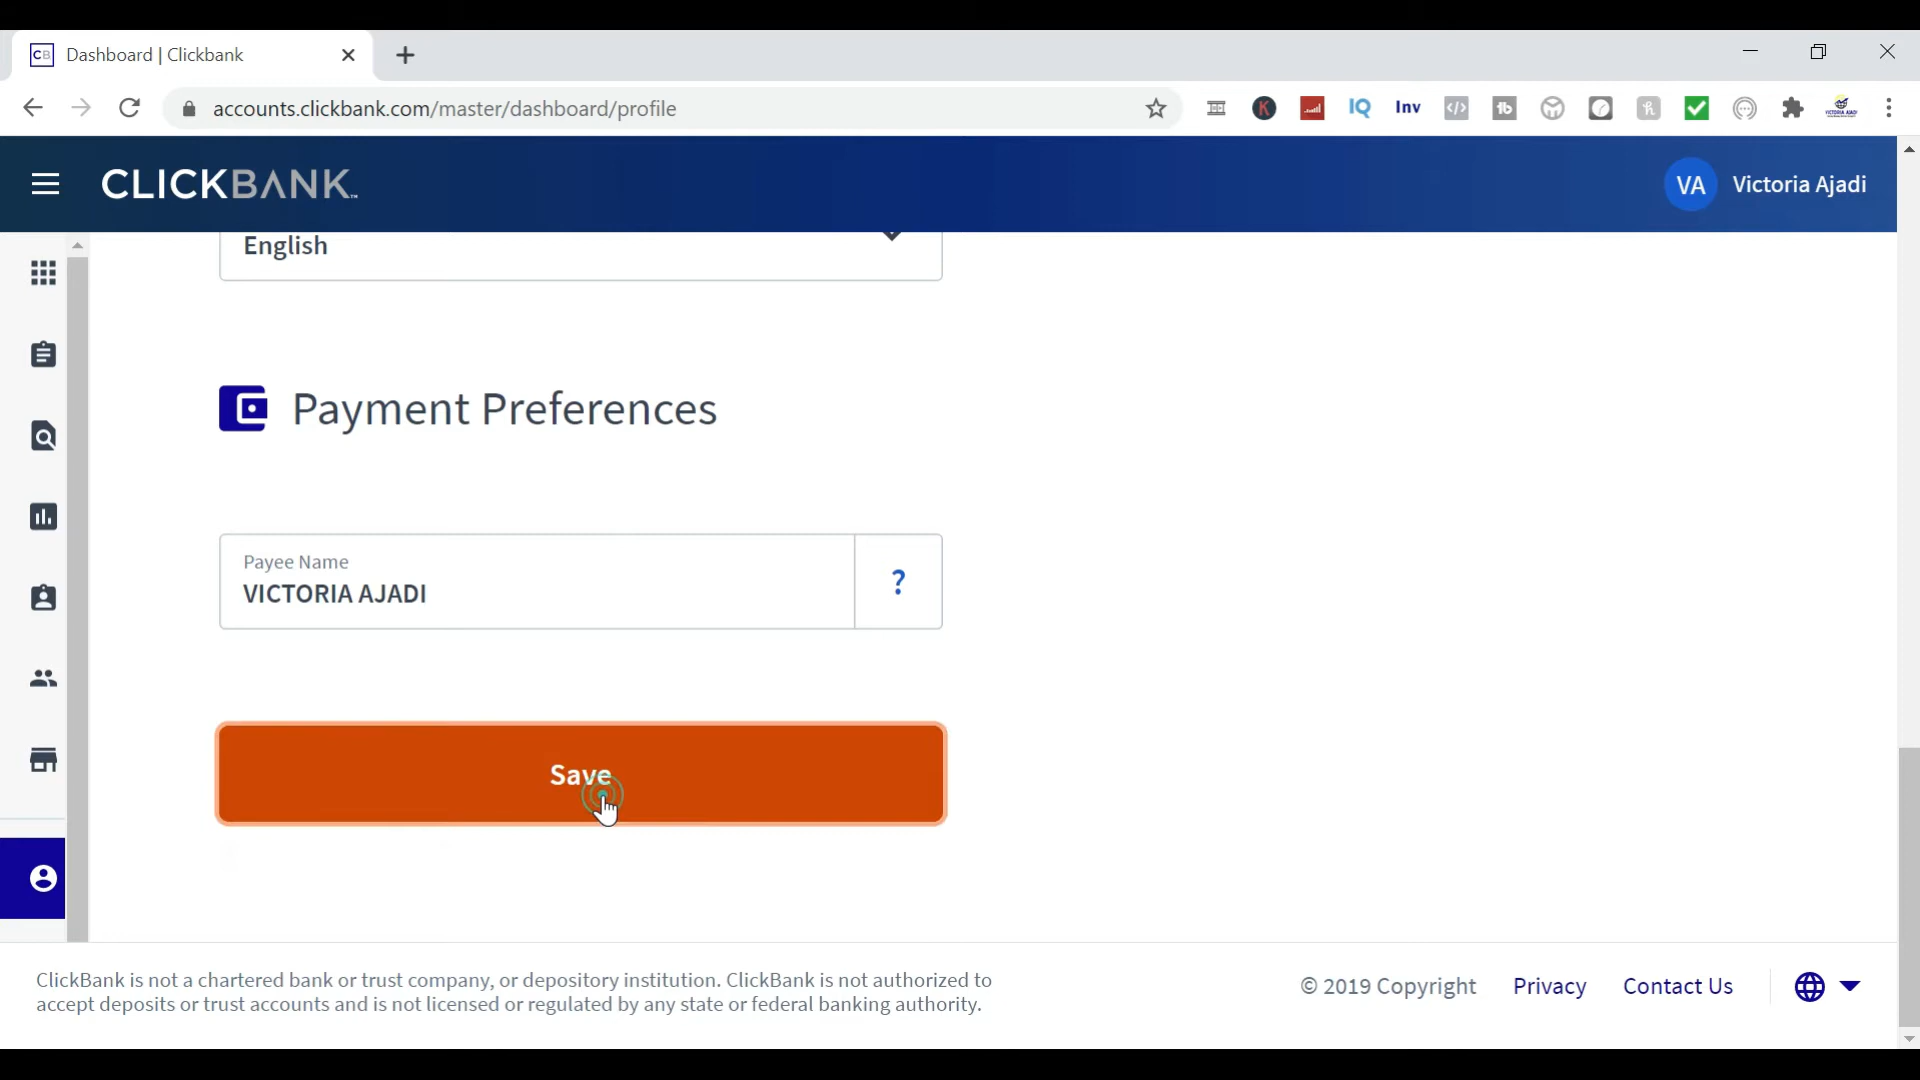 Dashboard | Clickbank
accounts.clickbank.com/master/dashboard/profile
K
IQ
Inv
</>
CLICKBANK
VA
Victoria Ajadi
English
Payment Preferences
Payee Name
VICTORIA AJADI
?
Save
ClickBank is not a chartered bank or trust company, or depository institution. ClickBank is not authorized to
accept deposits or trust accounts and is not licensed or regulated by any state or federal banking authority.
© 2019 Copyright
Privacy
Contact Us